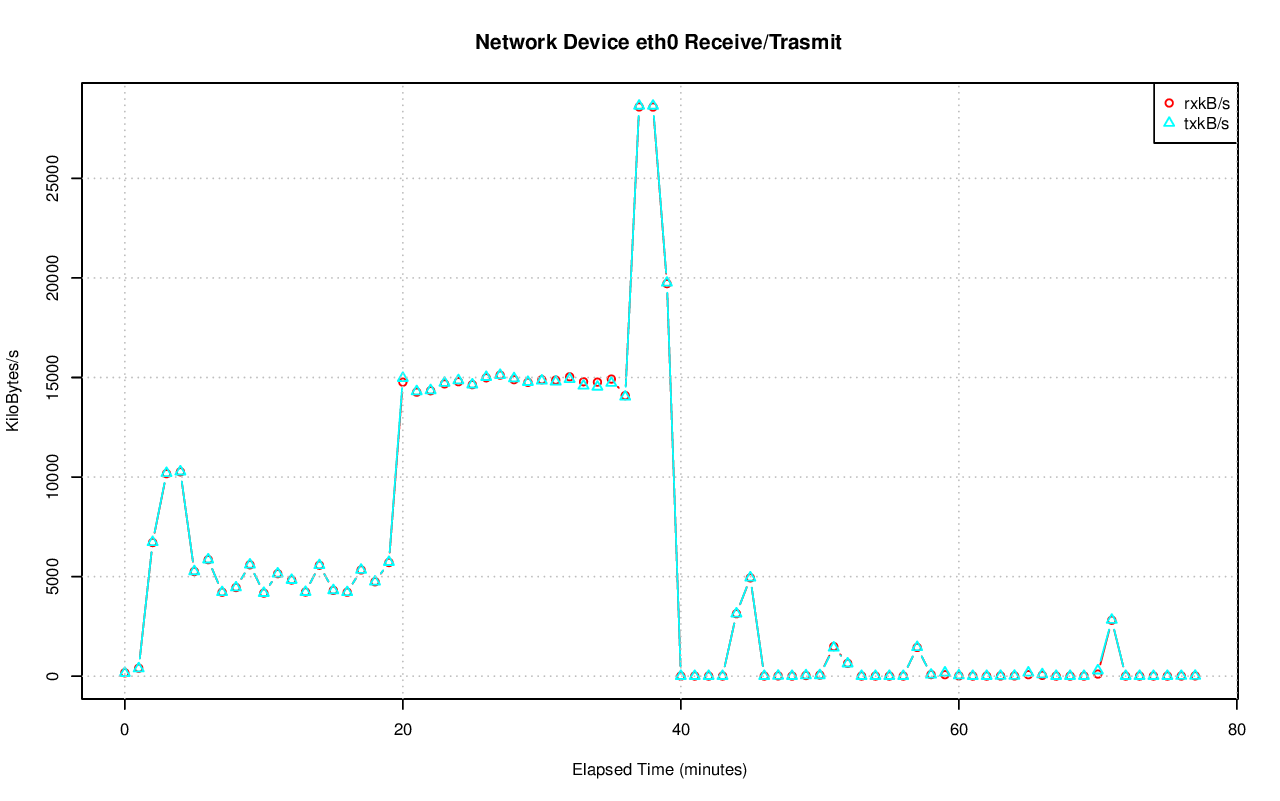 Network Device eth0 Receive/Trasmit
rxkB/s
txkB/s
KiloBytes/s
25000
20000
15000
10000
5000
0
0 20 40 60 80
Elapsed Time (minutes)